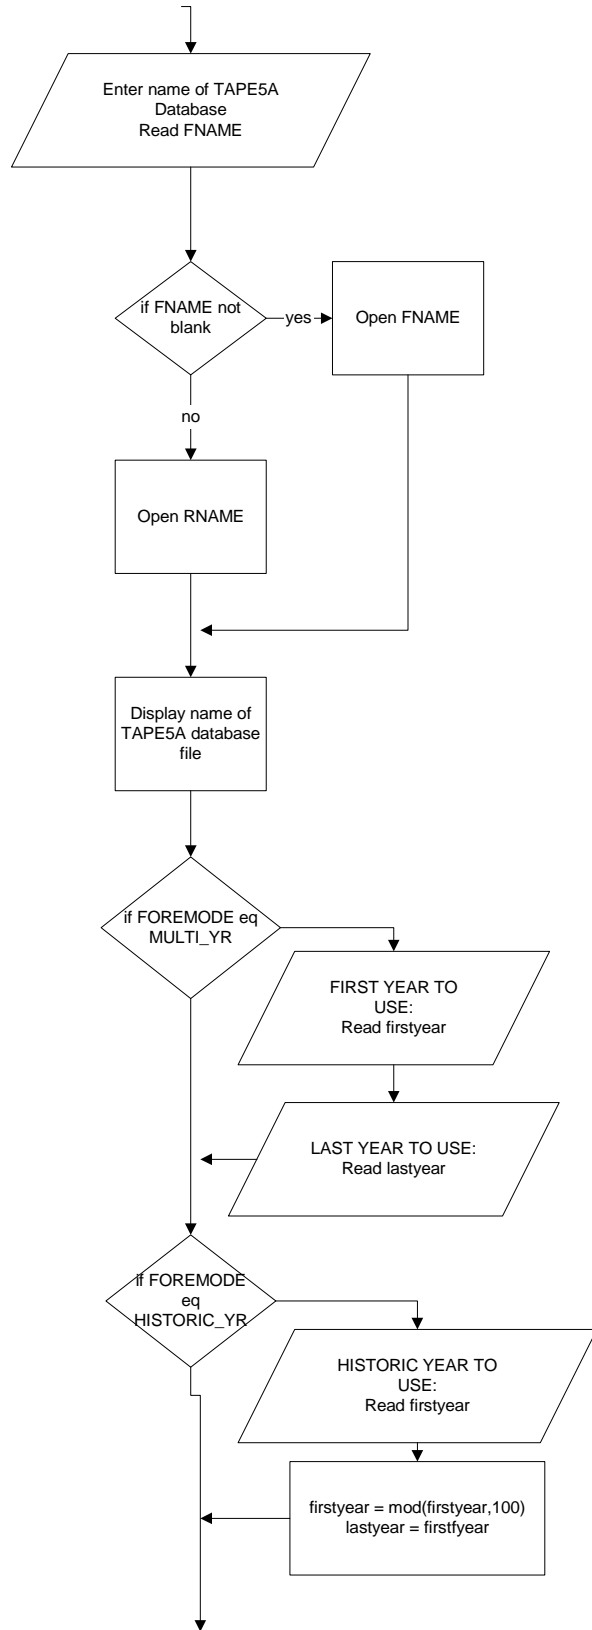 Enter name of TAPE5A
Database
Read FNAME
if FNAME not
blank
yes
Open FNAME
no
Open RNAME
Display name of
TAPE5A database
file
if FOREMODE eq
MULTI_YR
FIRST YEAR TO
USE:
Read firstyear
LAST YEAR TO USE:
Read lastyear
if FOREMODE
eq
HISTORIC_YR
HISTORIC YEAR TO
USE:
Read firstyear
firstyear = mod(firstyear,100)
lastyear = firstfyear